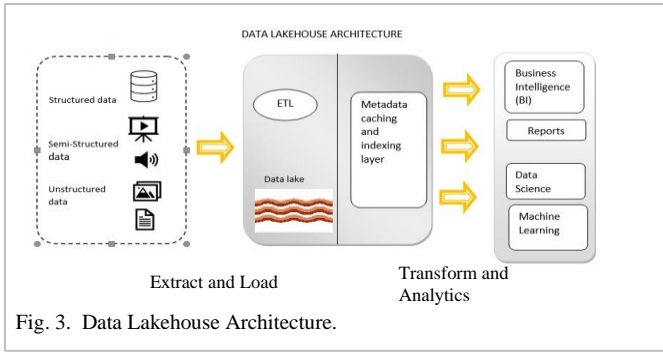 DATA LAKEHOUSE ARCHITECTURE
Structured data
Semi-Structured
data
Unstructured
data
ETL
Data lake
Metadata
caching
and
indexing
layer
Business
Intelligence
(BI)
Reports
Data
Science
Machine
Learning
Extract and Load
Transform and
Analytics
Fig. 3. Data Lakehouse Architecture.